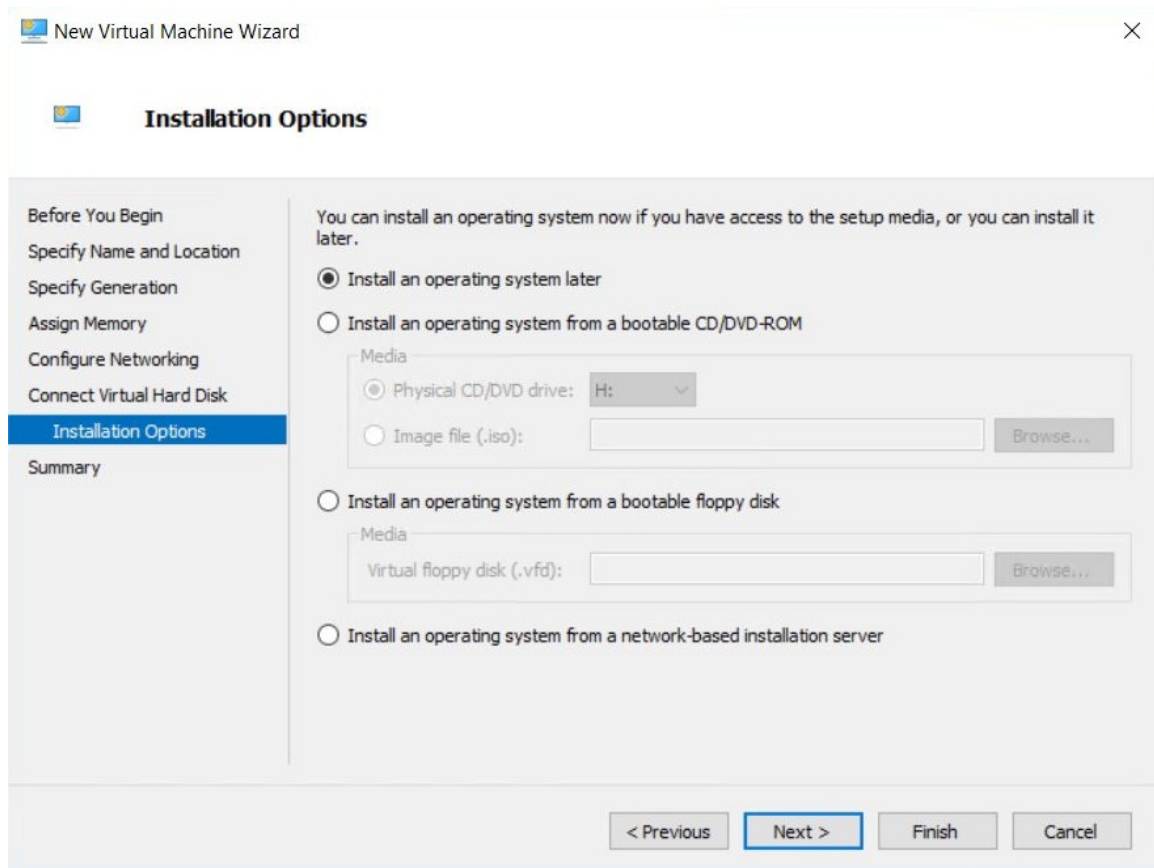 New Virtual Machine Wizard
Installation Options
Before You Begin
Specify Name and Location
Specify Generation
Assign Memory
Configure Networking
Connect Virtual Hard Disk
Installation Options
Summary
You can install an operating system now if you have access to the setup media, or you can install it
later.
Install an operating system later
Install an operating system from a bootable CD/DVD-ROM
Media
Physical CD/DVD drive: H:
Image file (.iso): Browse...
Install an operating system from a bootable floppy disk
Media
Virtual floppy disk (.vfd): Browse...
Install an operating system from a network-based installation server
< Previous Next > Finish Cancel